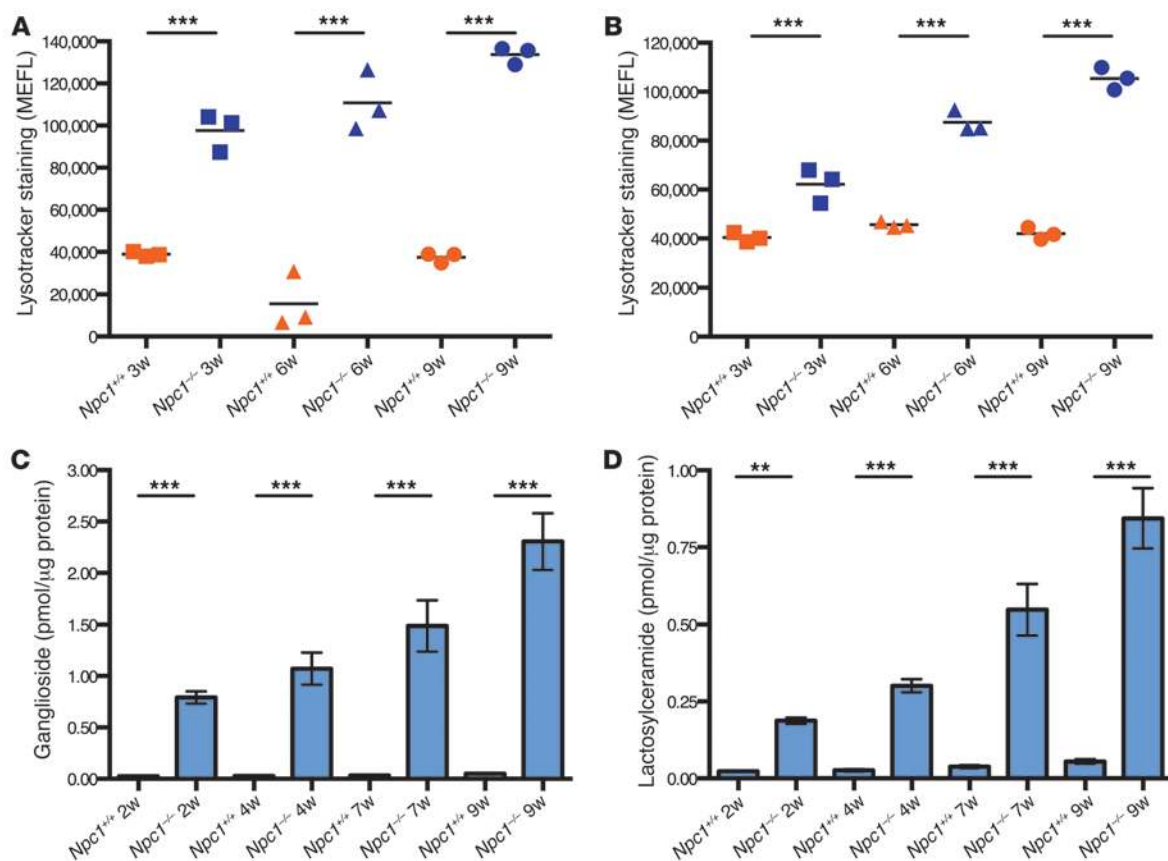 A
*** *** ***
Lysotracker staining (MEFL)
140,000
120,000
100,000
80,000
60,000
40,000
20,000
0
Npc1+/+ 3w
Npc1−/− 3w
Npc1+/+ 6w
Npc1−/− 6w
Npc1+/+ 9w
Npc1−/− 9w
B
*** *** ***
Lysotracker staining (MEFL)
120,000
100,000
80,000
60,000
40,000
20,000
0
Npc1+/+ 3w
Npc1−/− 3w
Npc1+/+ 6w
Npc1−/− 6w
Npc1+/+ 9w
Npc1−/− 9w
C
*** *** *** ***
Ganglioside (pmol/μg protein)
3.00
2.50
2.00
1.50
1.00
0.50
0.00
Npc1+/+ 2w
Npc1−/− 2w
Npc1+/+ 4w
Npc1−/− 4w
Npc1+/+ 7w
Npc1−/− 7w
Npc1+/+ 9w
Npc1−/− 9w
D
** *** *** ***
Lactosylceramide (pmol/μg protein)
1.00
0.75
0.50
0.25
0.00
Npc1+/+ 2w
Npc1−/− 2w
Npc1+/+ 4w
Npc1−/− 4w
Npc1+/+ 7w
Npc1−/− 7w
Npc1+/+ 9w
Npc1−/− 9w